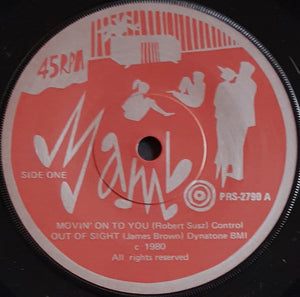 45RPM
Mambo
SIDE ONE
PRS-2790 A
MOVIN' ON TO YOU (Robert Susz) Control
OUT OF SIGHT (James Brown) Dynatone BMI
c 1980
All rights reserved